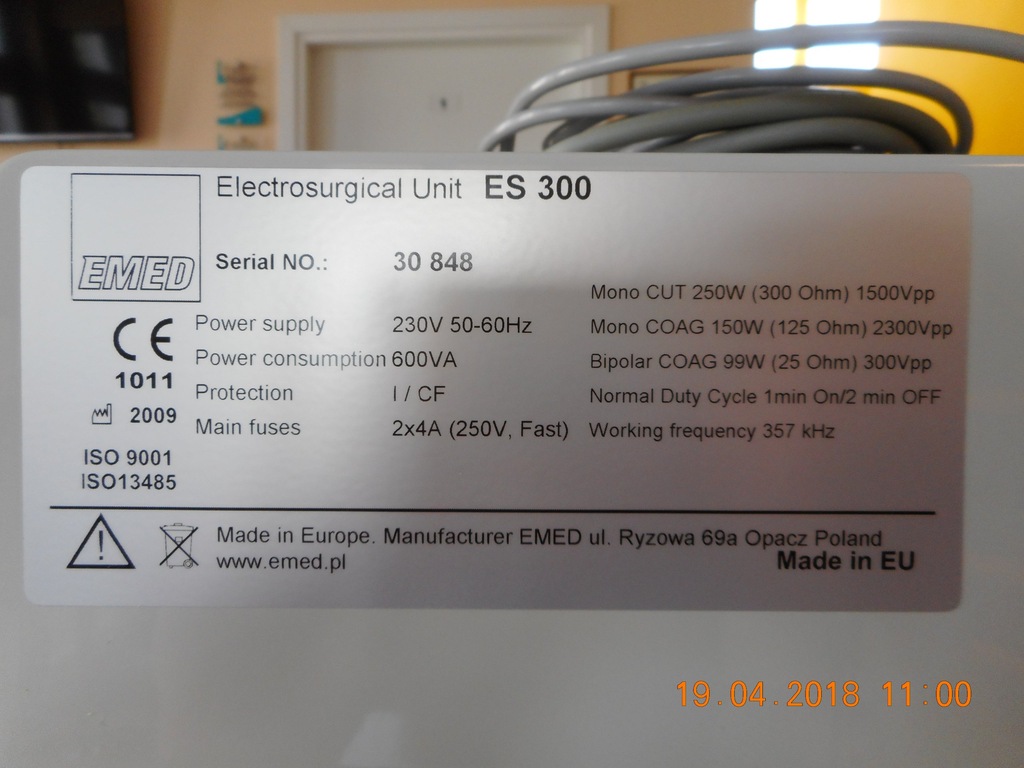 Electrosurgical Unit ES 300
EMED
Serial NO.: 30 848
CE
1011
2009
ISO 9001
ISO13485
Power supply 230V 50-60Hz
Power consumption 600VA
Protection I / CF
Main fuses 2x4A (250V, Fast)
Mono CUT 250W (300 Ohm) 1500Vpp
Mono COAG 150W (125 Ohm) 2300Vpp
Bipolar COAG 99W (25 Ohm) 300Vpp
Normal Duty Cycle 1min On/2 min OFF
Working frequency 357 kHz
Made in Europe. Manufacturer EMED ul. Ryzowa 69a Opacz Poland
www.emed.pl
Made in EU
19.04.2018 11:00